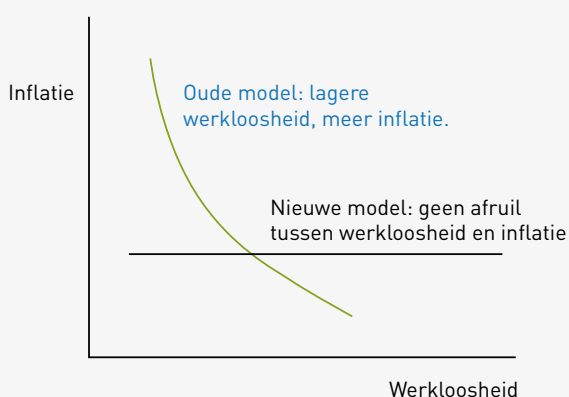 Inflatie
Oude model: lagere
werkloosheid, meer inflatie.
Nieuwe model: geen afruil
tussen werkloosheid en inflatie
Werkloosheid